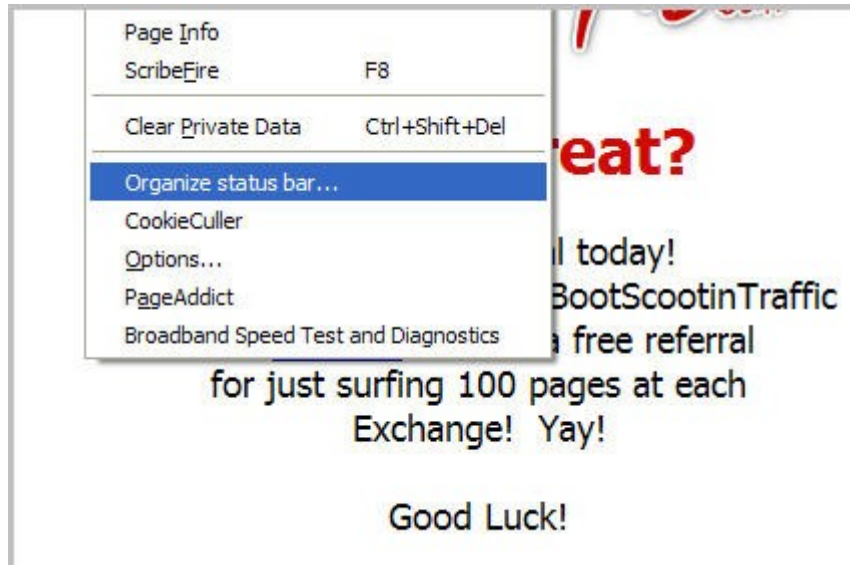 Page Info
ScribeFire F8
Clear Private Data Ctrl+Shift+Del
eat?
Organize status bar...
CookieCuller
Options...
l today!
PageAddict
BootScootinTraffic
Broadband Speed Test and Diagnostics
a free referral
for just surfing 100 pages at each
Exchange! Yay!
Good Luck!